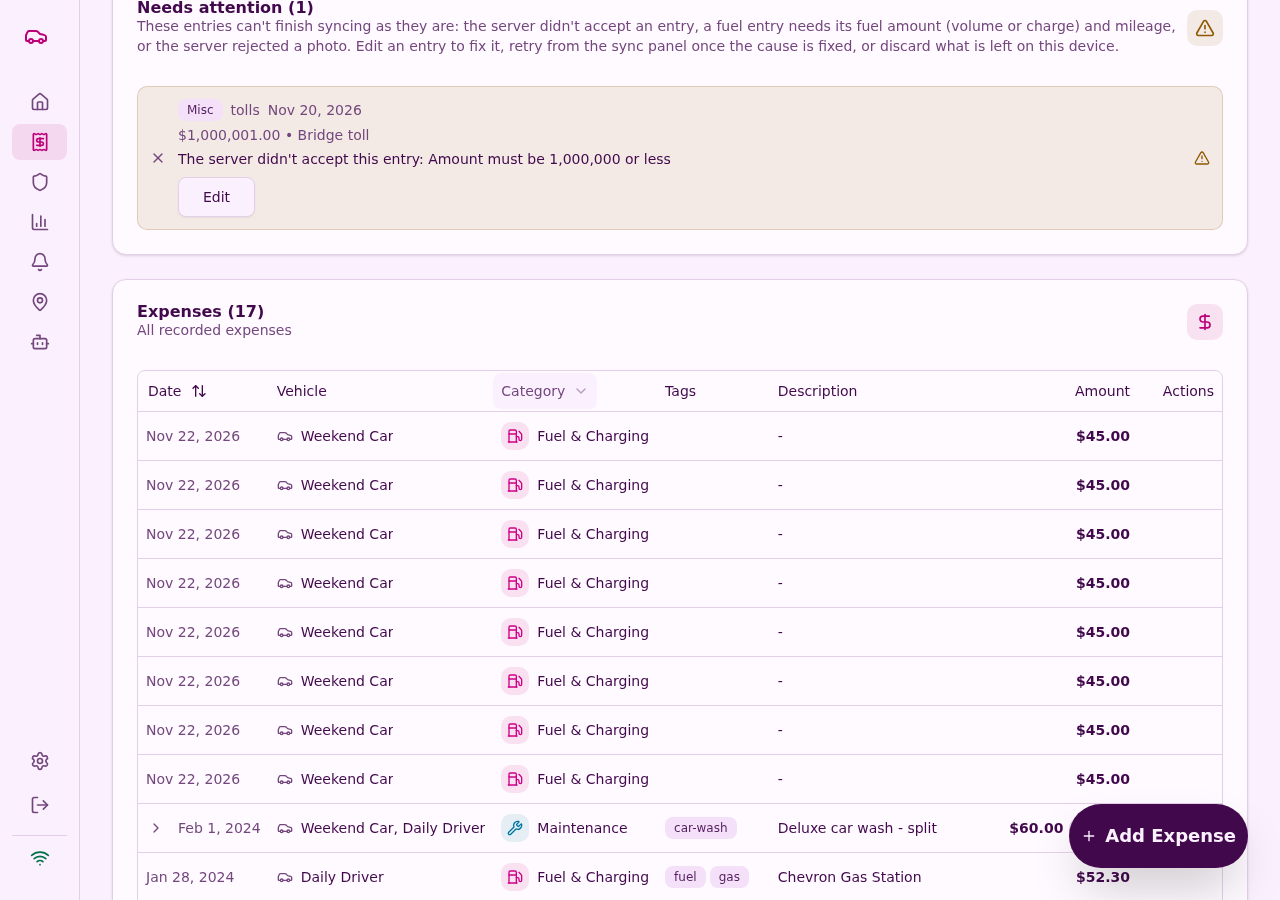 Needs attention (1)
These entries can't finish syncing as they are: the server didn't accept an entry, a fuel entry needs its fuel amount (volume or charge) and mileage,
or the server rejected a photo. Edit an entry to fix it, retry from the sync panel once the cause is fixed, or discard what is left on this device.
Misc tolls Nov 20, 2026
$1,000,001.00 • Bridge toll
The server didn't accept this entry: Amount must be 1,000,000 or less
Edit
Expenses (17)
All recorded expenses
Date Vehicle Category Tags Description Amount Actions
Nov 22, 2026 Weekend Car Fuel & Charging - $45.00
Nov 22, 2026 Weekend Car Fuel & Charging - $45.00
Nov 22, 2026 Weekend Car Fuel & Charging - $45.00
Nov 22, 2026 Weekend Car Fuel & Charging - $45.00
Nov 22, 2026 Weekend Car Fuel & Charging - $45.00
Nov 22, 2026 Weekend Car Fuel & Charging - $45.00
Nov 22, 2026 Weekend Car Fuel & Charging - $45.00
Nov 22, 2026 Weekend Car Fuel & Charging - $45.00
Feb 1, 2024 Weekend Car, Daily Driver Maintenance car-wash Deluxe car wash - split $60.00
+ Add Expense
Jan 28, 2024 Daily Driver Fuel & Charging fuel gas Chevron Gas Station $52.30